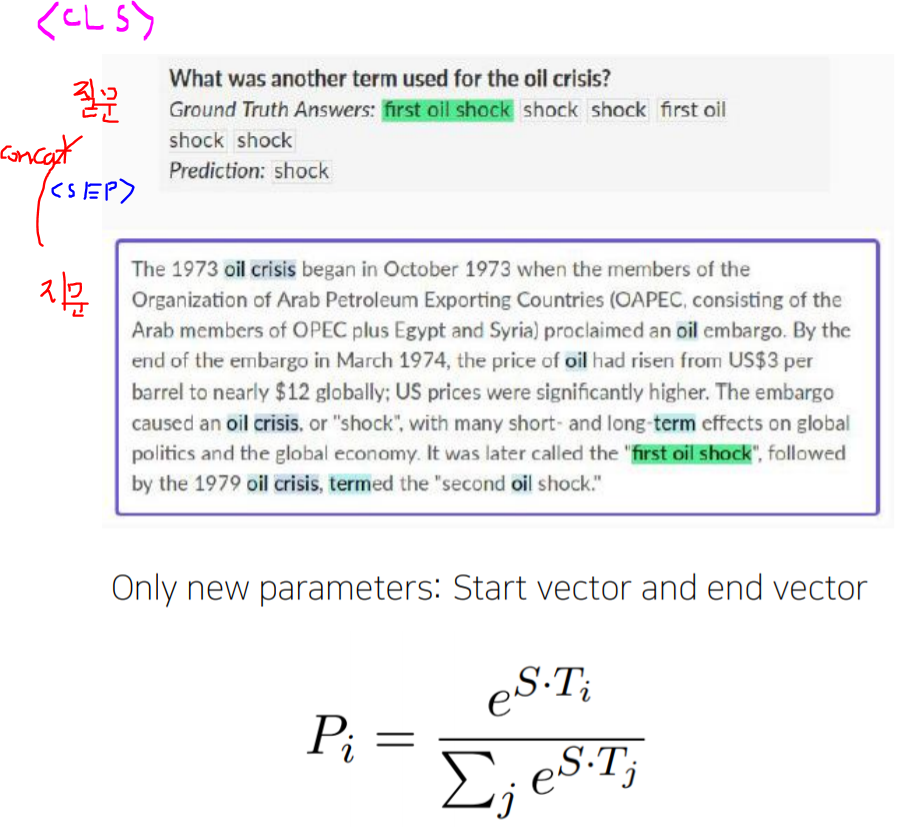 <CLS>
질문
What was another term used for the oil crisis?
Ground Truth Answers: first oil shock shock shock first oil
shock shock
Prediction: shock
concat
<SEP>
지문
The 1973 oil crisis began in October 1973 when the members of the
Organization of Arab Petroleum Exporting Countries (OAPEC, consisting of the
Arab members of OPEC plus Egypt and Syria) proclaimed an oil embargo. By the
end of the embargo in March 1974, the price of oil had risen from US$3 per
barrel to nearly $12 globally; US prices were significantly higher. The embargo
caused an oil crisis, or "shock", with many short- and long-term effects on global
politics and the global economy. It was later called the "first oil shock", followed
by the 1979 oil crisis, termed the "second oil shock."
Only new parameters: Start vector and end vector
P_i = e^{S·T_i} / ∑_j e^{S·T_j}